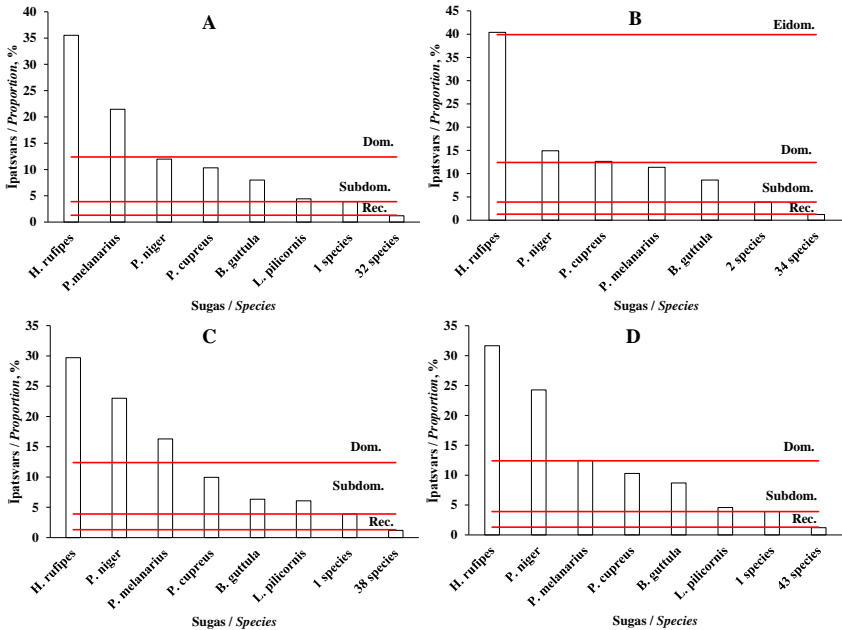 A
Īpatsvars / Proportion, %
40
35
30
25
20
15
10
5
0
Dom.
Subdom.
Rec.
H. rufipes
P.melanarius
P. niger
P. cupreus
B. guttula
L. pilicornis
1 species
32 species
Sugas / Species
B
Īpatsvars / Proportion, %
45
40
35
30
25
20
15
10
5
0
Eidom.
Dom.
Subdom.
Rec.
H. rufipes
P. niger
P. cupreus
P. melanarius
B. guttula
2 species
34 species
Sugas / Species
C
Īpatsvars / Proportion, %
35
30
25
20
15
10
5
0
Dom.
Subdom.
Rec.
H. rufipes
P. niger
P. melanarius
P. cupreus
B. guttula
L. pilicornis
1 species
38 species
Sugas / Species
D
Īpatsvars / Proportion, %
35
30
25
20
15
10
5
0
Dom.
Subdom.
Rec.
H. rufipes
P. niger
P. melanarius
P. cupreus
B. guttula
L. pilicornis
1 species
43 species
Sugas / Species